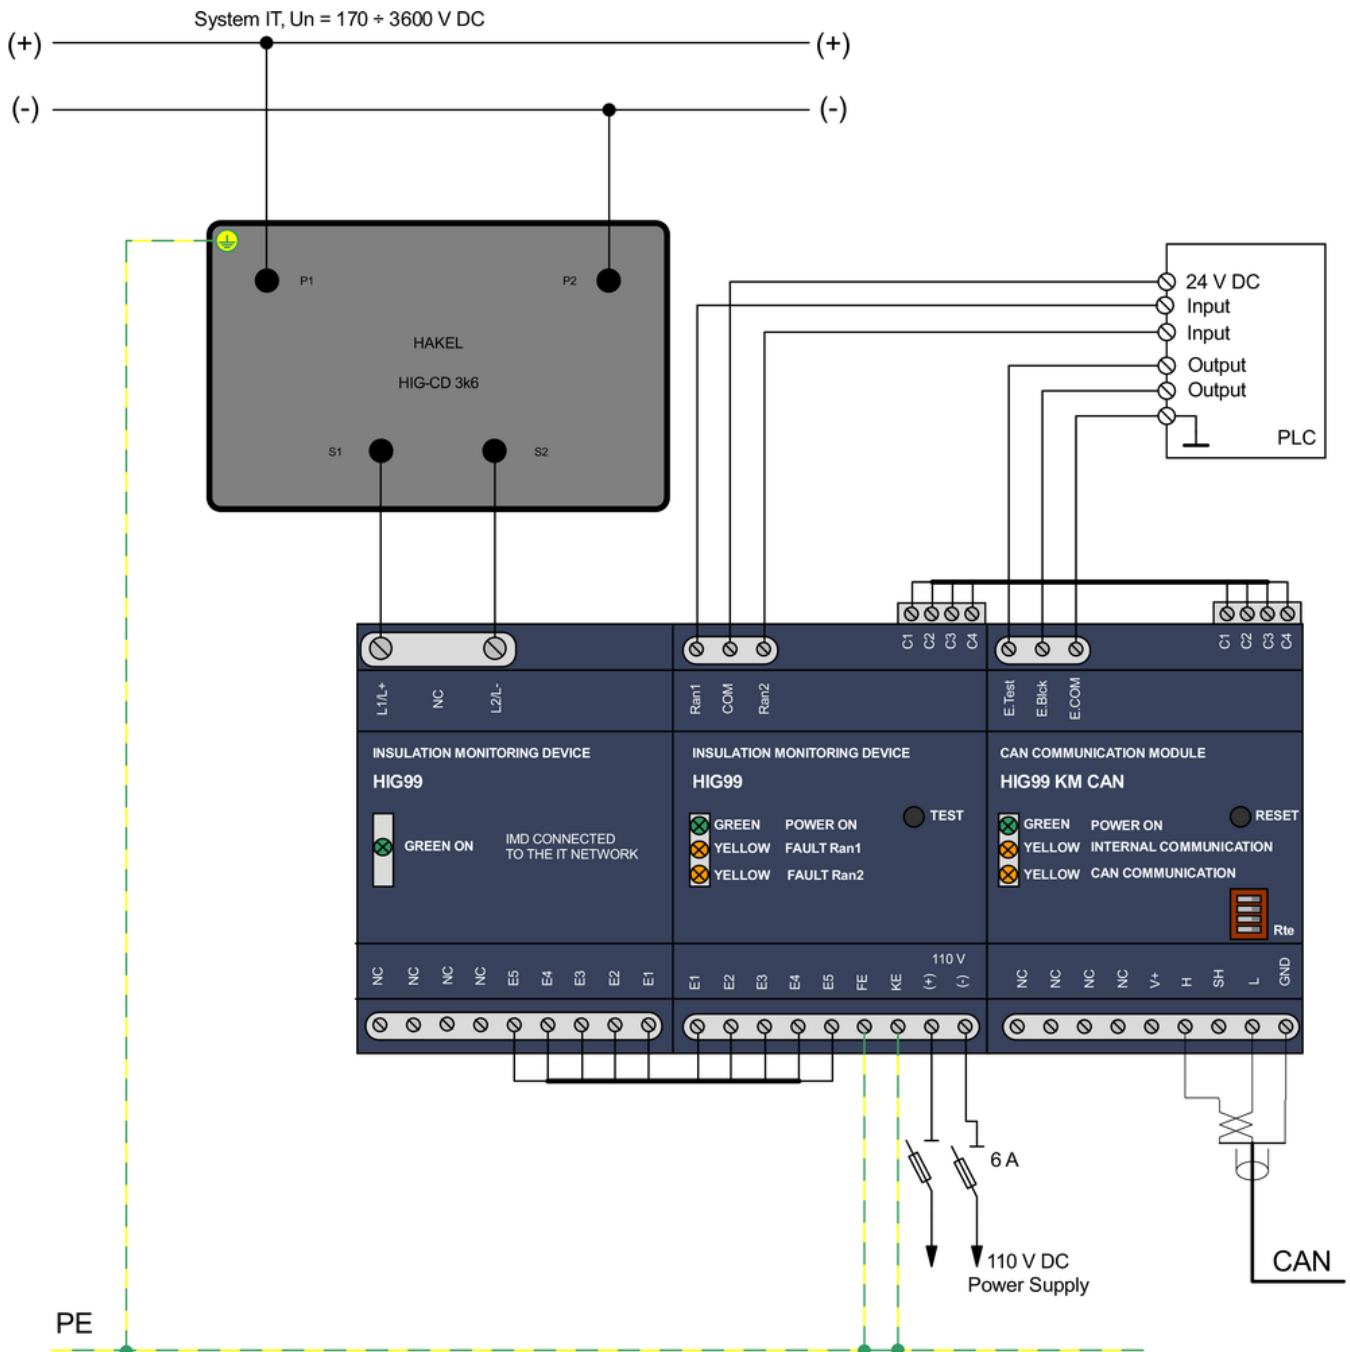 System IT, Un = 170 ÷ 3600 V DC
(+) (+)
(-) (-)
P1 P2
HAKEL
HIG-CD 3k6
S1 S2
24 V DC
Input
Input
Output
Output
PLC
C1 C2 C3 C4 C1 C2 C3 C4
L1/L+ NC L2/L- Ran1 COM Ran2 E.Test E.Blck E.COM
INSULATION MONITORING DEVICE
HIG99
GREEN ON
IMD CONNECTED
TO THE IT NETWORK
INSULATION MONITORING DEVICE
HIG99
TEST
GREEN POWER ON
YELLOW FAULT Ran1
YELLOW FAULT Ran2
CAN COMMUNICATION MODULE
HIG99 KM CAN
RESET
GREEN POWER ON
YELLOW INTERNAL COMMUNICATION
YELLOW CAN COMMUNICATION
Rte
110 V
NC NC NC NC E5 E4 E3 E2 E1 E1 E2 E3 E4 E5 FE KE (+) (-) NC NC NC NC V+ H SH L GND
6 A
110 V DC
Power Supply
CAN
PE